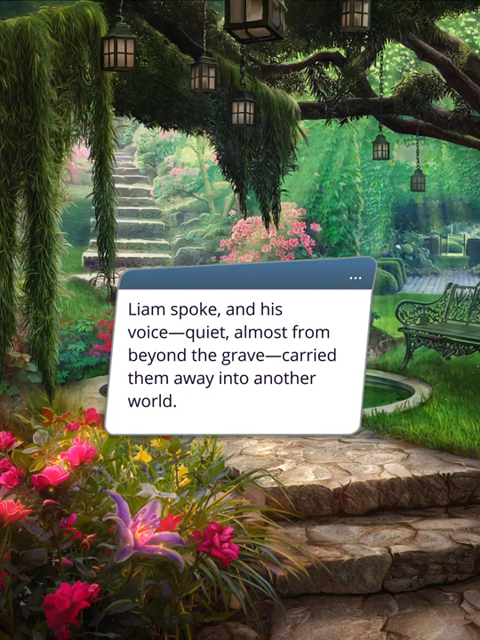 Liam spoke, and his
voice—quiet, almost from
beyond the grave—carried
them away into another
world.